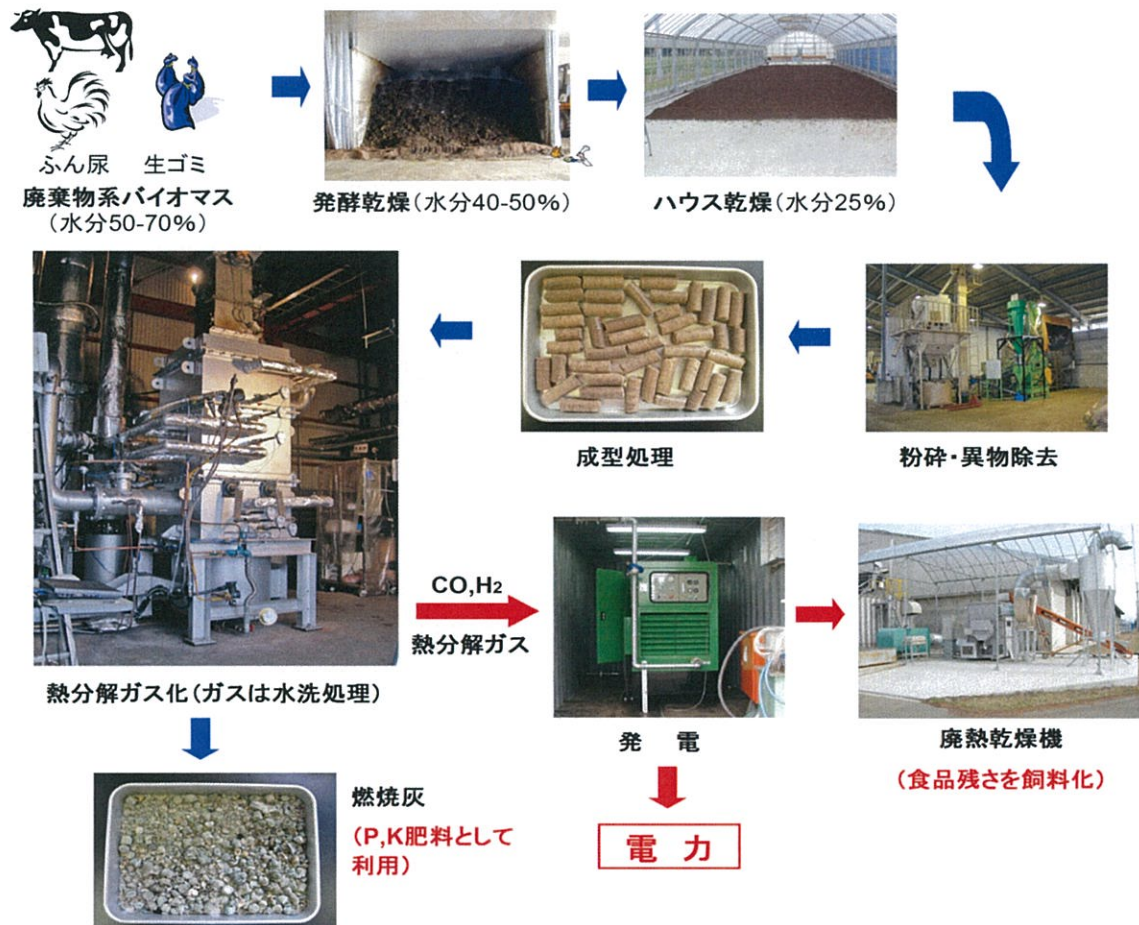 ふん尿 生ゴミ
廃棄物系バイオマス
(水分50-70%)
発酵乾燥(水分40-50%)
ハウス乾燥(水分25%)
粉砕・異物除去
成型処理
熱分解ガス化(ガスは水洗処理)
CO,H2
熱分解ガス
発 電
廃熱乾燥機
(食品残さを飼料化)
燃焼灰
(P,K肥料として
利用)
電 力